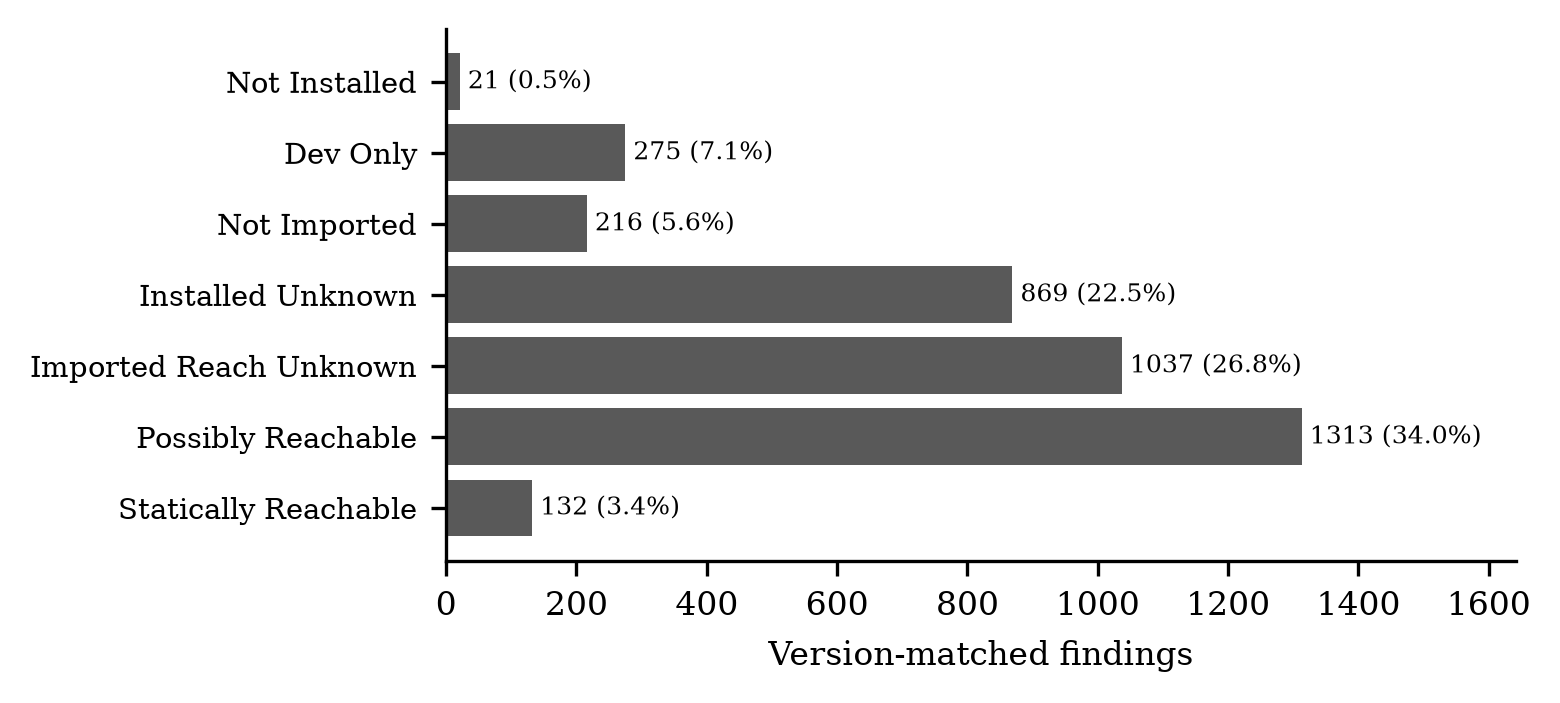 Not Installed 21 (0.5%)
Dev Only 275 (7.1%)
Not Imported 216 (5.6%)
Installed Unknown 869 (22.5%)
Imported Reach Unknown 1037 (26.8%)
Possibly Reachable 1313 (34.0%)
Statically Reachable 132 (3.4%)
0 200 400 600 800 1000 1200 1400 1600
Version-matched findings